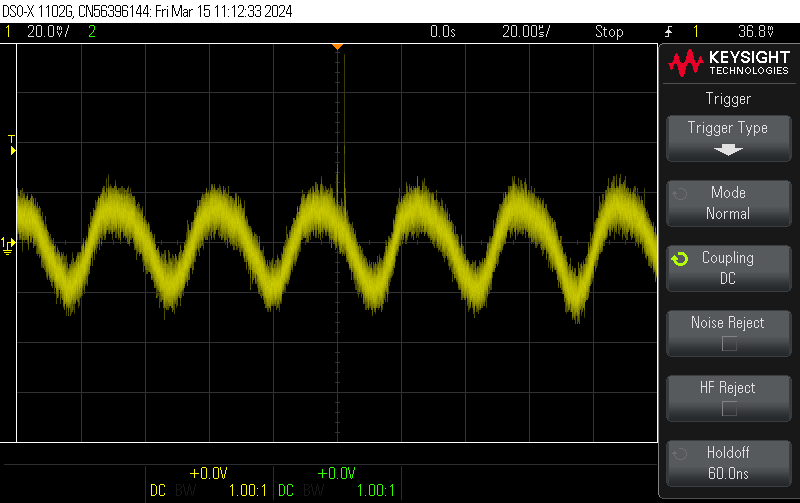 DSO-X 1102G, CN56396144: Fri Mar 15 11:12:33 2024
1 20.0V/ 2 0.0s 20.00s/ Stop 1 36.8V
KEYSIGHT
TECHNOLOGIES
Trigger
Trigger Type
Mode
Normal
Coupling
DC
Noise Reject
HF Reject
Holdoff
60.0ns
T
1
+0.0V +0.0V
DC BW 1.00:1 DC BW 1.00:1